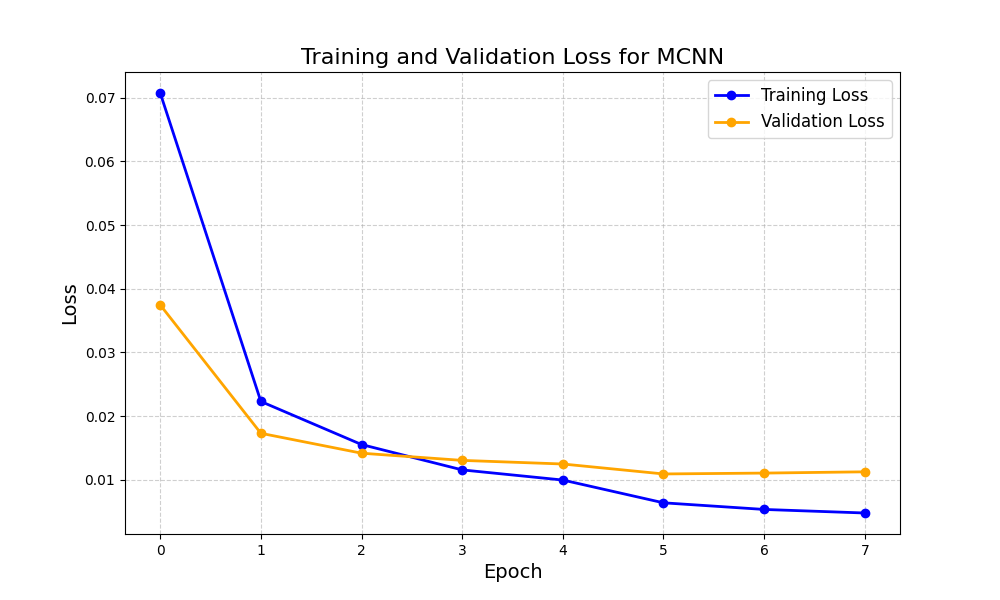 Training and Validation Loss for MCNN
Training Loss
Validation Loss
Loss
0.07
0.06
0.05
0.04
0.03
0.02
0.01
0 1 2 3 4 5 6 7
Epoch